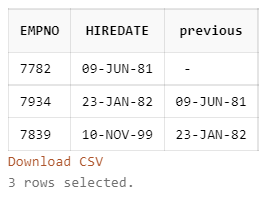 EMPNO HIREDATE previous
7782 09-JUN-81 -
7934 23-JAN-82 09-JUN-81
7839 10-NOV-99 23-JAN-82
Download CSV
3 rows selected.